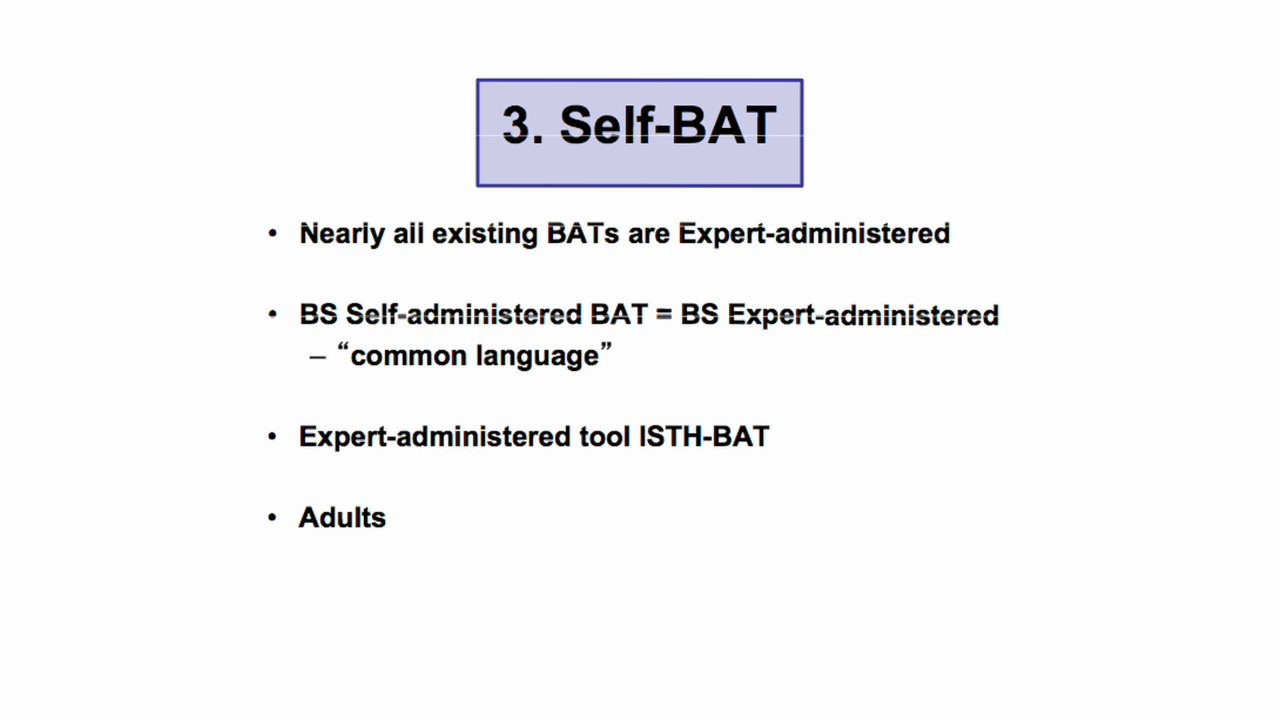 3. Self-BAT
• Nearly all existing BATs are Expert-administered
• BS Self-administered BAT = BS Expert-administered
– “common language”
• Expert-administered tool ISTH-BAT
• Adults